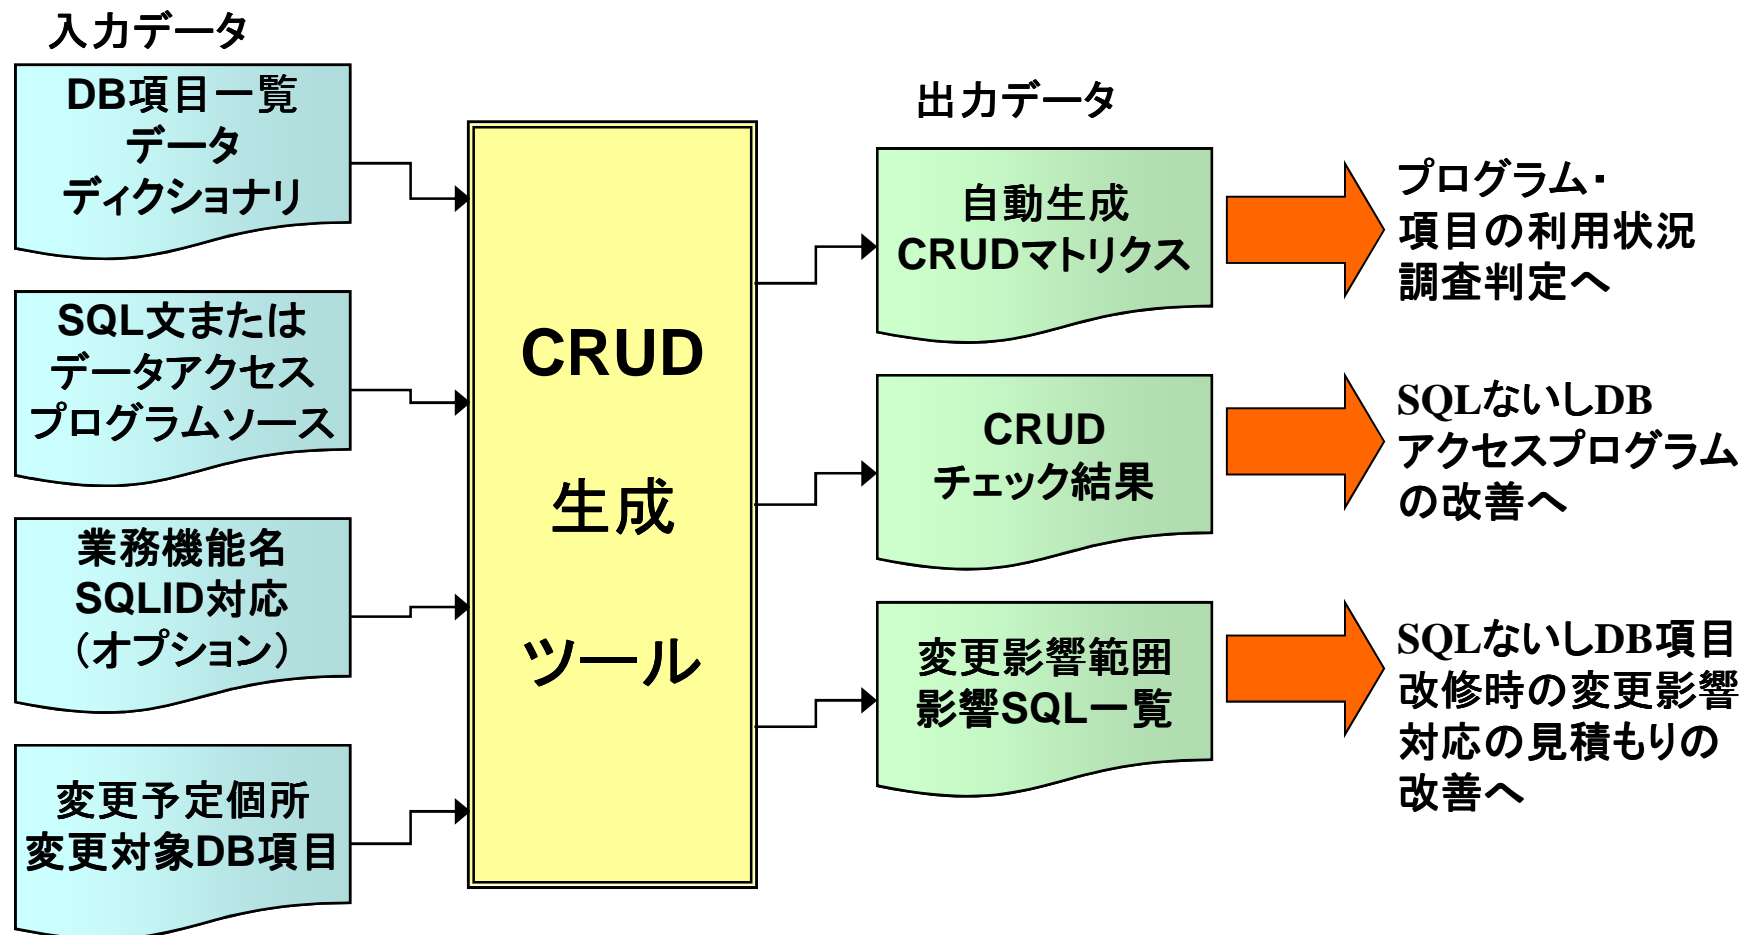 入力データ
DB項目一覧
データ
ディクショナリ
SQL文または
データアクセス
プログラムソース
業務機能名
SQLID対応
(オプション)
変更予定個所
変更対象DB項目
CRUD
生成
ツール
出力データ
自動生成
CRUDマトリクス
CRUD
チェック結果
変更影響範囲
影響SQL一覧
プログラム・
項目の利用状況
調査判定へ
SQLないしDB
アクセスプログラム
の改善へ
SQLないしDB項目
改修時の変更影響
対応の見積もりの
改善へ